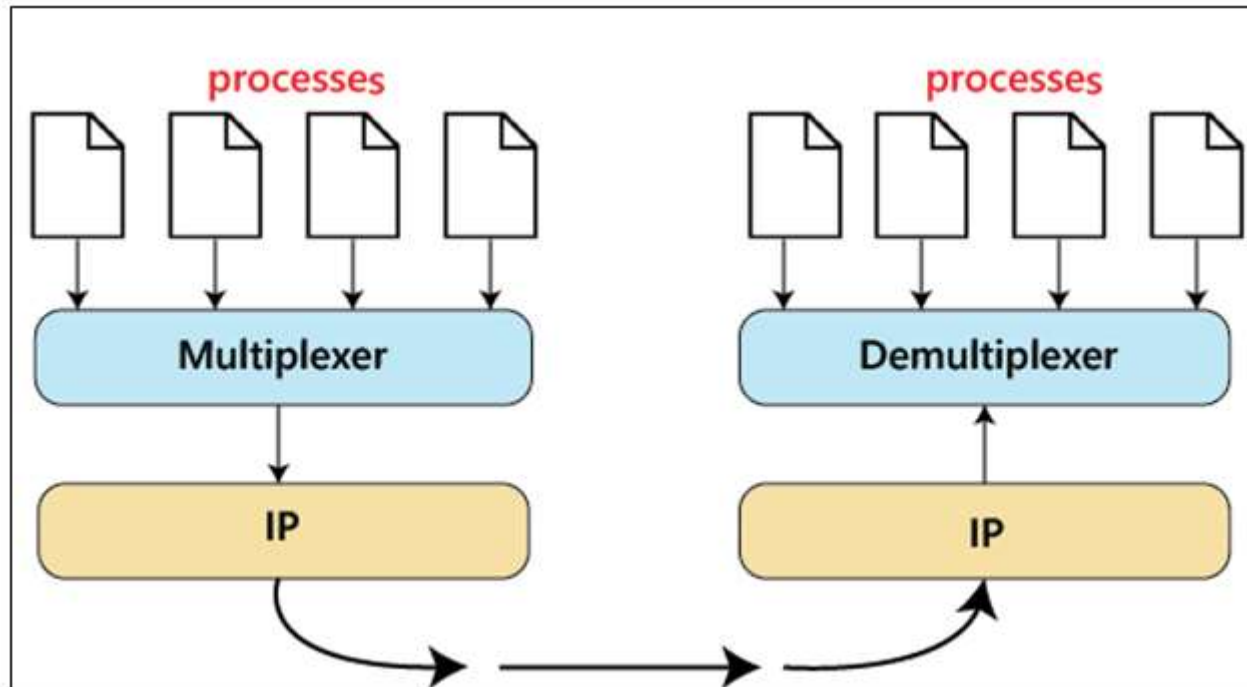 processes
processes
Multiplexer
Demultiplexer
IP
IP